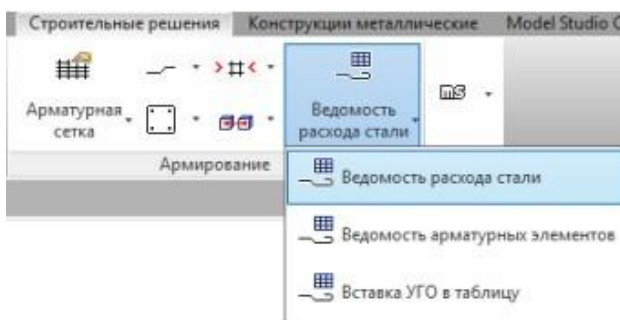 Строительные решения Конструкции металлические Model Studio C
Арматурная сетка
Ведомость расхода стали
ms
Армирование
Ведомость расхода стали
Ведомость арматурных элементов
Вставка УГО в таблицу